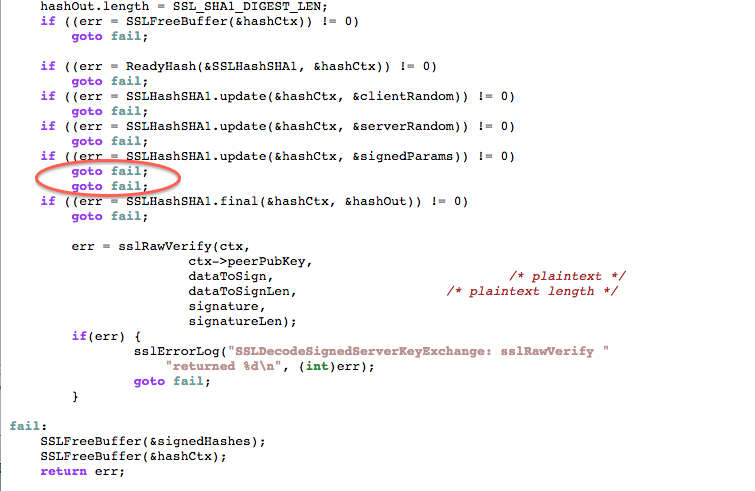 hashOut.length = SSL_SHA1_DIGEST_LEN;
if ((err = SSLFreeBuffer(&hashCtx)) != 0)
goto fail;
if ((err = ReadyHash(&SSLHashSHA1, &hashCtx)) != 0)
goto fail;
if ((err = SSLHashSHA1.update(&hashCtx, &clientRandom)) != 0)
goto fail;
if ((err = SSLHashSHA1.update(&hashCtx, &serverRandom)) != 0)
goto fail;
if ((err = SSLHashSHA1.update(&hashCtx, &signedParams)) != 0)
goto fail;
goto fail;
if ((err = SSLHashSHA1.final(&hashCtx, &hashOut)) != 0)
goto fail;
err = sslRawVerify(ctx,
ctx->peerPubKey,
dataToSign, /* plaintext */
dataToSignLen, /* plaintext length */
signature,
signatureLen);
if(err) {
sslErrorLog("SSLDecodeSignedServerKeyExchange: sslRawVerify "
"returned %d\n", (int)err);
goto fail;
}
fail:
SSLFreeBuffer(&signedHashes);
SSLFreeBuffer(&hashCtx);
return err;